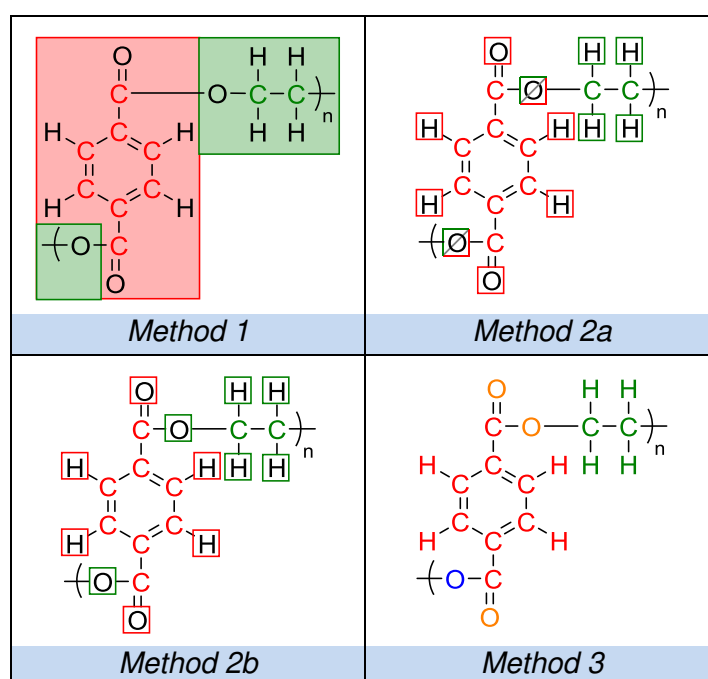 O H H
C O C C )
n
H C H H H
C C
C C
H C H
( O C
O
Method 1
O H H
C O C C )
n
H C H H H
C C
C C
H C H
( O C
O
Method 2a
O H H
C O C C )
n
H C H H H
C C
C C
H C H
( O C
O
Method 2b
O H H
C O C C )
n
H C H H H
C C
C C
H C H
( O C
O
Method 3